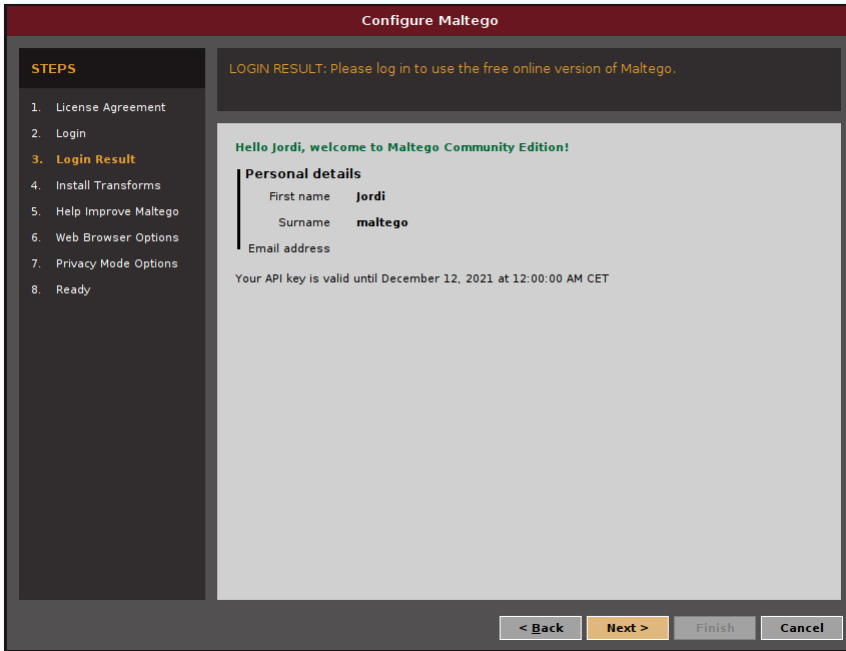 Configure Maltego
STEPS
1. License Agreement
2. Login
3. Login Result
4. Install Transforms
5. Help Improve Maltego
6. Web Browser Options
7. Privacy Mode Options
8. Ready
LOGIN RESULT: Please log in to use the free online version of Maltego.
Hello Jordi, welcome to Maltego Community Edition!
Personal details
First name Jordi
Surname maltego
Email address
Your API key is valid until December 12, 2021 at 12:00:00 AM CET
< Back Next > Finish Cancel